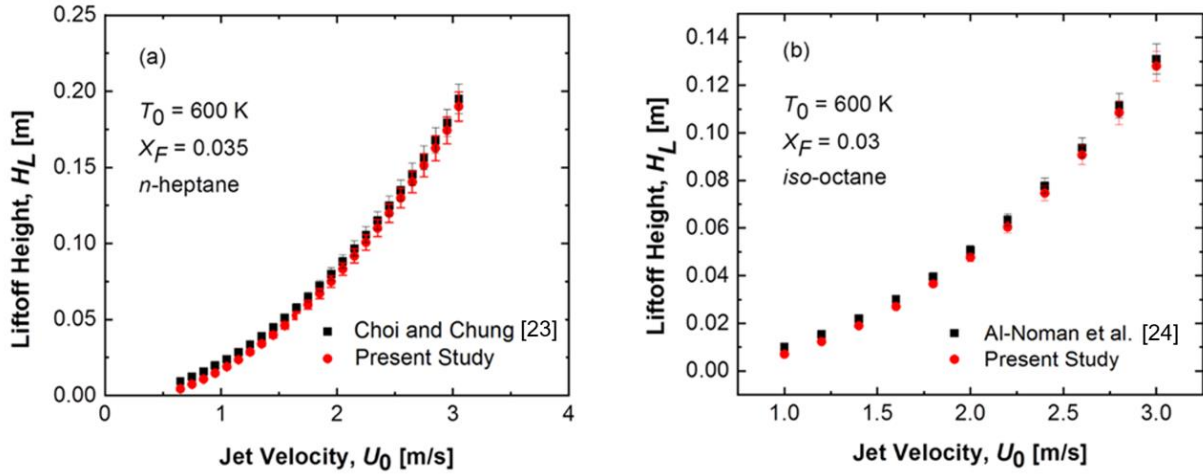 (a)
T0 = 600 K
XF = 0.035
n-heptane
Choi and Chung [23]
Present Study
0.25
0.20
0.15
0.10
0.05
0.00
0 1 2 3 4
Liftoff Height, HL [m]
Jet Velocity, U0 [m/s]
(b)
T0 = 600 K
XF = 0.03
iso-octane
Al-Noman et al. [24]
Present Study
0.14
0.12
0.10
0.08
0.06
0.04
0.02
0.00
1.0 1.5 2.0 2.5 3.0
Liftoff Height, HL [m]
Jet Velocity, U0 [m/s]